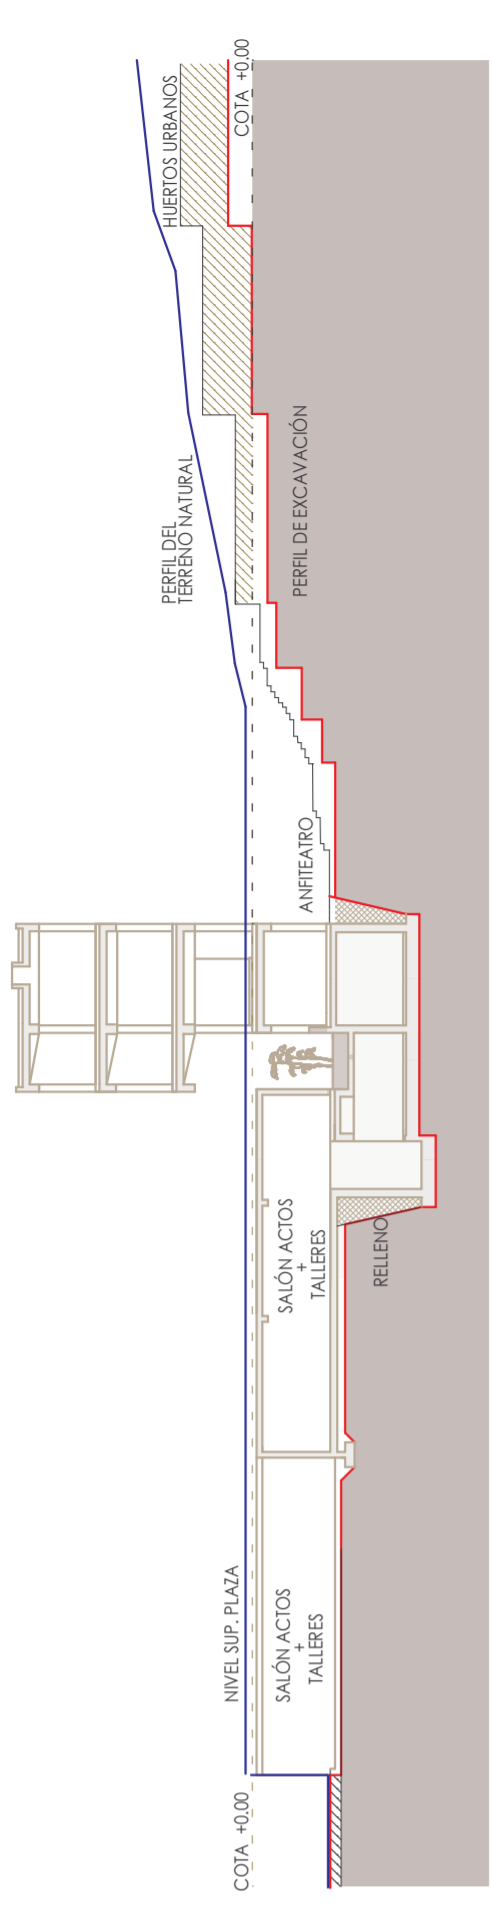 COTA +0.00
NIVEL SUP. PLAZA
SALÓN ACTOS
+
TALLERES
SALÓN ACTOS
+
TALLERES
RELLENO
ANFITEATRO
PERFIL DEL
TERRENO NATURAL
PERFIL DE EXCAVACIÓN
HUERTOS URBANOS
COTA +0.00